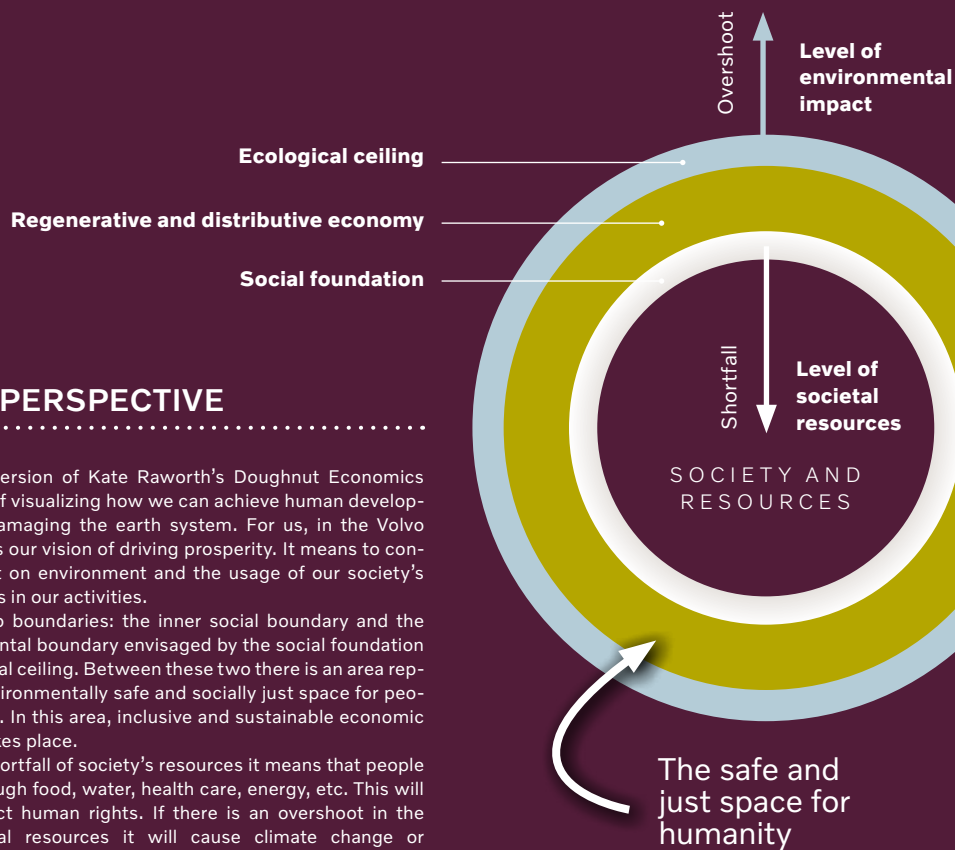 Overshoot
Level of
environmental
impact
Ecological ceiling
Regenerative and distributive economy
Social foundation
Shortfall
Level of
societal
resources
SOCIETY AND
RESOURCES
The safe and
just space for
humanity
PERSPECTIVE
ersion of Kate Raworth’s Doughnut Economics
f visualizing how we can achieve human develop-
amaging the earth system. For us, in the Volvo
s our vision of driving prosperity. It means to con-
t on environment and the usage of our society’s
s in our activities.
o boundaries: the inner social boundary and the
ntal boundary envisaged by the social foundation
al ceiling. Between these two there is an area rep-
vironmentally safe and socially just space for peo-
. In this area, inclusive and sustainable economic
kes place.
ortfall of society’s resources it means that people
ugh food, water, health care, energy, etc. This will
ct human rights. If there is an overshoot in the
al resources it will cause climate change or